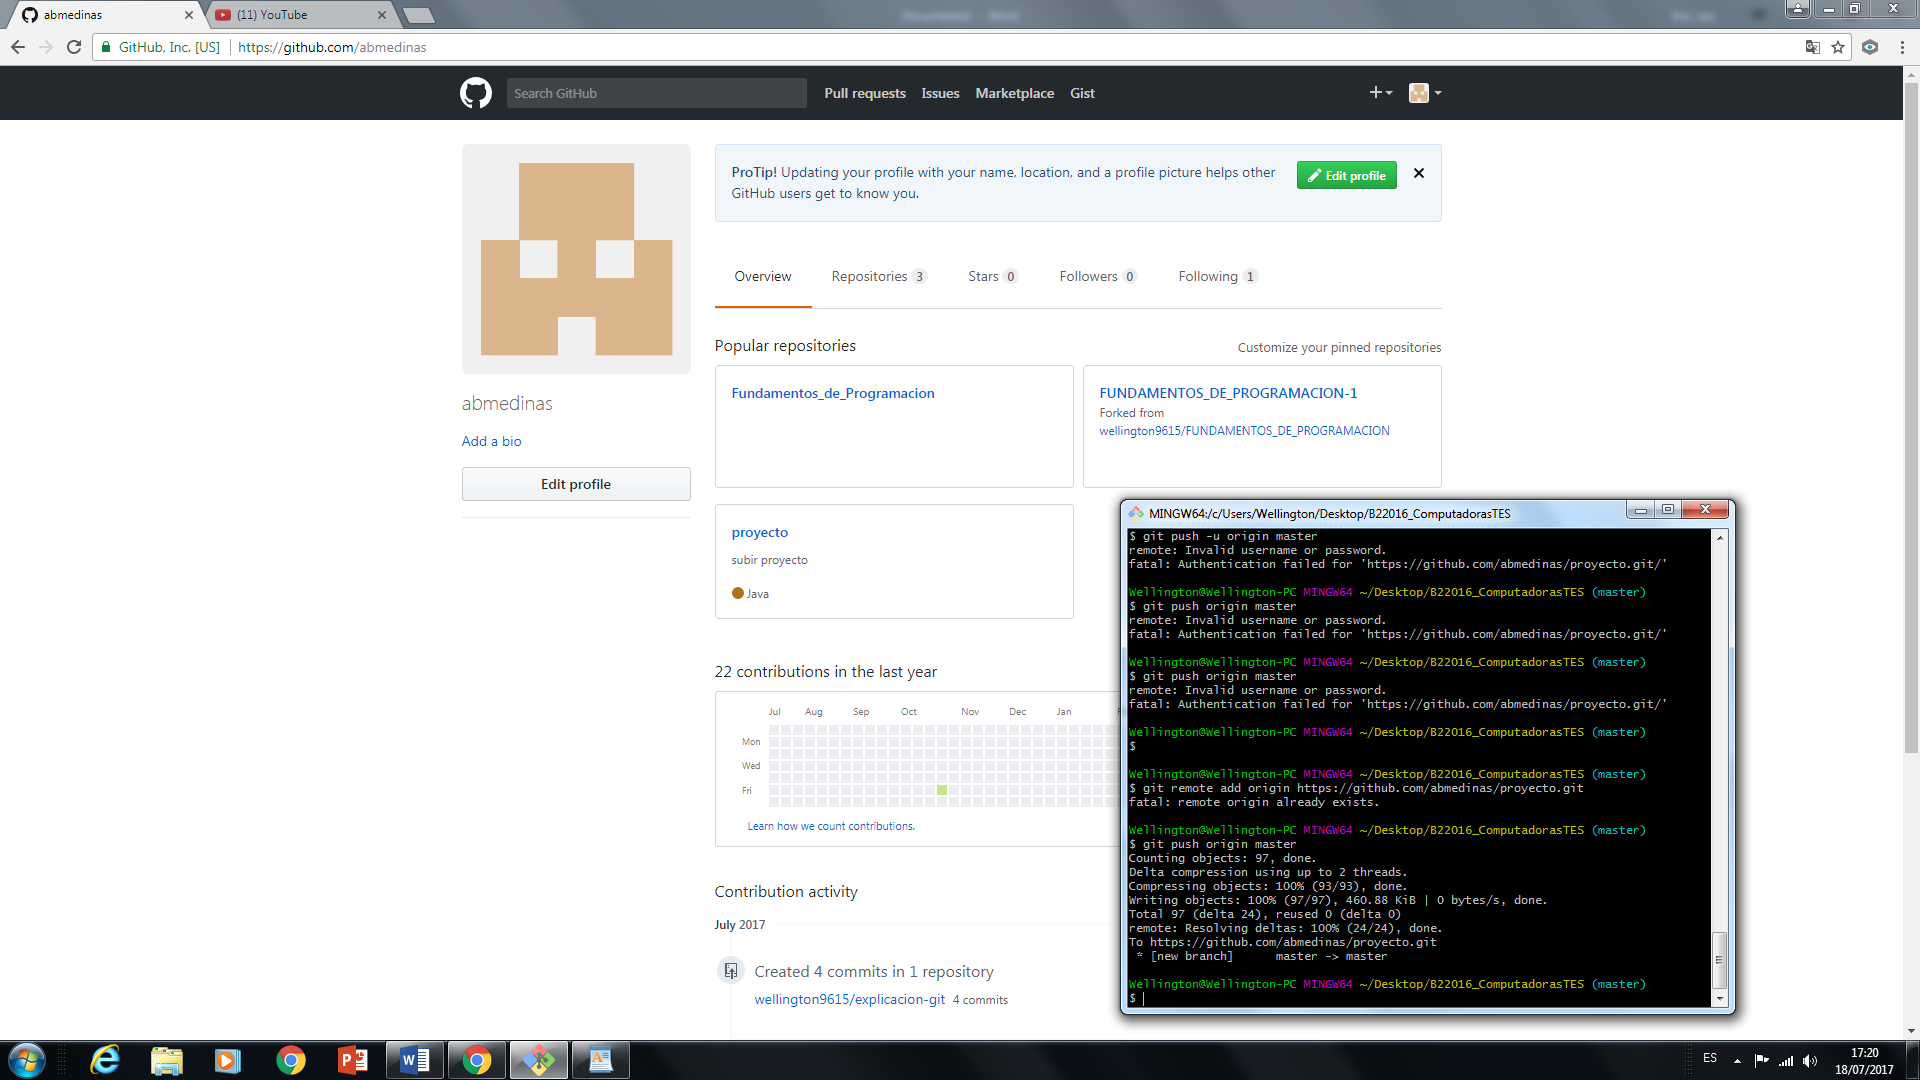 abmedinas
(11) YouTube
GitHub, Inc. [US]
https://github.com/abmedinas
Search GitHub
Pull requests
Issues
Marketplace
Gist
ProTip! Updating your profile with your name, location, and a profile picture helps other
GitHub users get to know you.
Edit profile
Overview
Repositories 3
Stars 0
Followers 0
Following 1
Popular repositories
Customize your pinned repositories
Fundamentos_de_Programacion
FUNDAMENTOS_DE_PROGRAMACION-1
Forked from
wellington9615/FUNDAMENTOS_DE_PROGRAMACION
abmedinas
Add a bio
Edit profile
proyecto
subir proyecto
Java
22 contributions in the last year
Jul Aug Sep Oct Nov Dec Jan
Mon
Wed
Fri
Learn how we count contributions.
Contribution activity
July 2017
Created 4 commits in 1 repository
wellington9615/explicacion-git 4 commits
MINGW64:/c/Users/Wellington/Desktop/B22016_ComputadorasTES
$ git push -u origin master
remote: Invalid username or password.
fatal: Authentication failed for 'https://github.com/abmedinas/proyecto.git/'
Wellington@Wellington-PC MINGW64 ~/Desktop/B22016_ComputadorasTES (master)
$ git push origin master
remote: Invalid username or password.
fatal: Authentication failed for 'https://github.com/abmedinas/proyecto.git/'
Wellington@Wellington-PC MINGW64 ~/Desktop/B22016_ComputadorasTES (master)
$ git push origin master
remote: Invalid username or password.
fatal: Authentication failed for 'https://github.com/abmedinas/proyecto.git/'
Wellington@Wellington-PC MINGW64 ~/Desktop/B22016_ComputadorasTES (master)
$
Wellington@Wellington-PC MINGW64 ~/Desktop/B22016_ComputadorasTES (master)
$ git remote add origin https://github.com/abmedinas/proyecto.git
fatal: remote origin already exists.
Wellington@Wellington-PC MINGW64 ~/Desktop/B22016_ComputadorasTES (master)
$ git push origin master
Counting objects: 97, done.
Delta compression using up to 2 threads.
Compressing objects: 100% (93/93), done.
Writing objects: 100% (97/97), 460.88 KiB | 0 bytes/s, done.
Total 97 (delta 24), reused 0 (delta 0)
remote: Resolving deltas: 100% (24/24), done.
To https://github.com/abmedinas/proyecto.git
* [new branch] master -> master
Wellington@Wellington-PC MINGW64 ~/Desktop/B22016_ComputadorasTES (master)
$
ES
17:20
18/07/2017